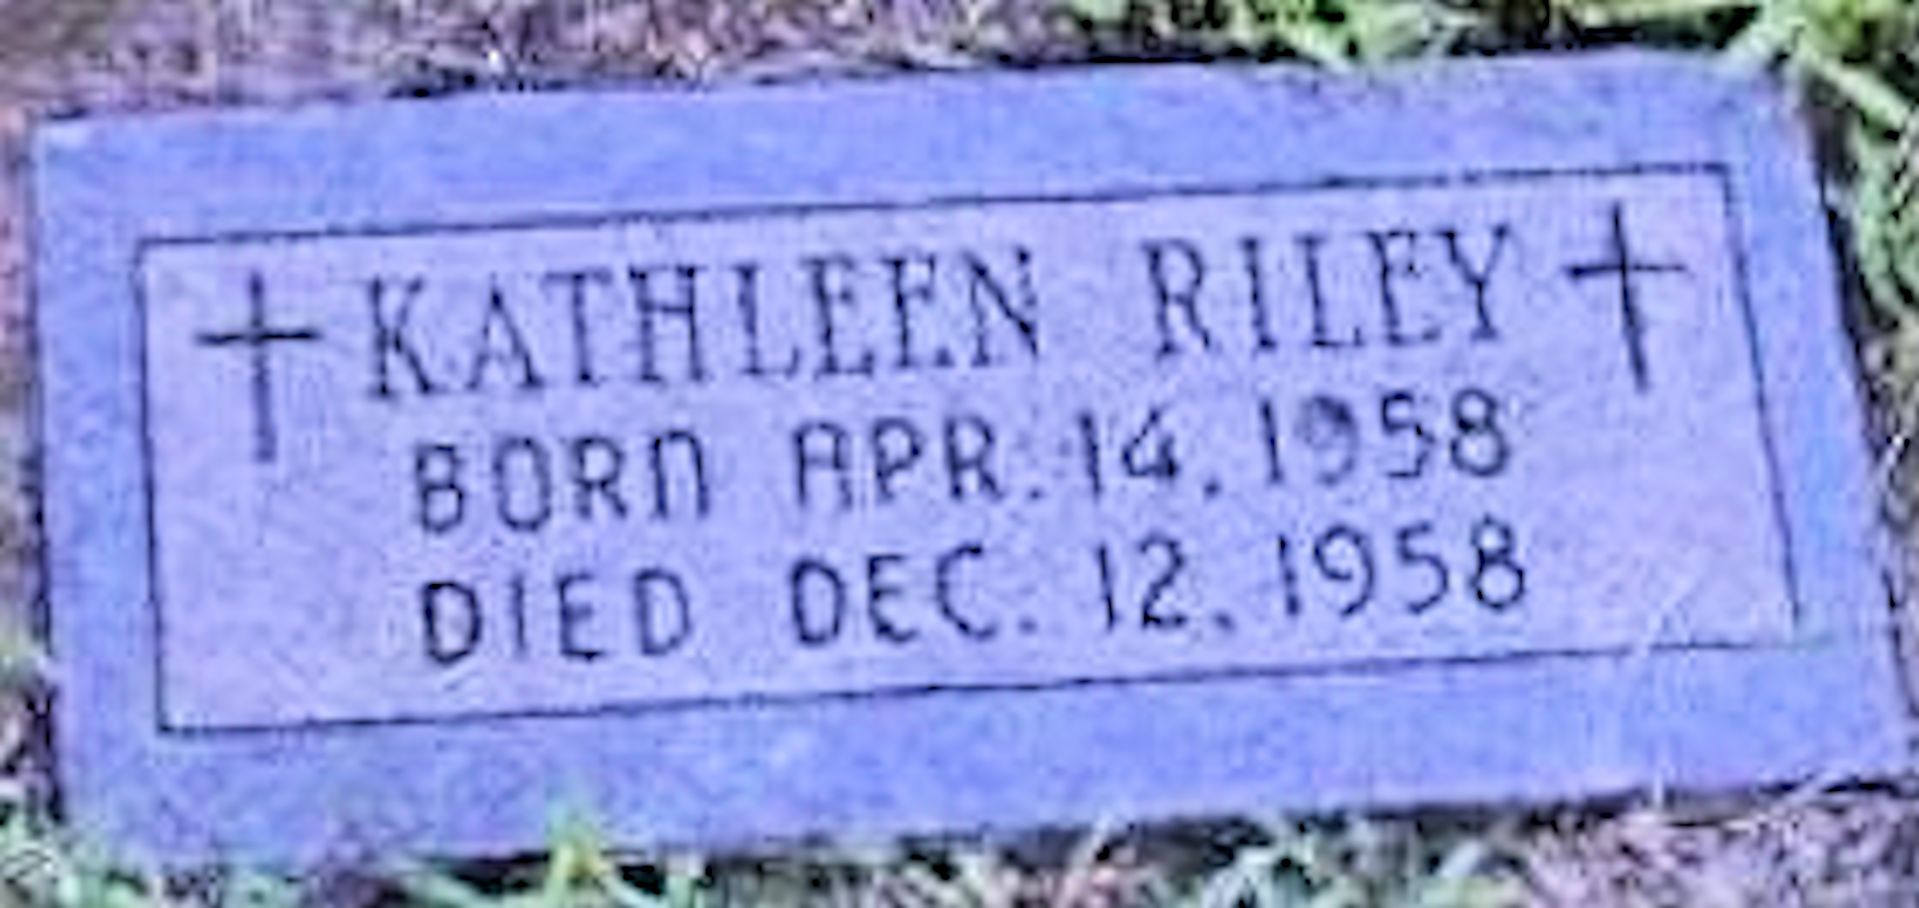 KATHLEEN RILEY
BORN APR. 14. 1958
DIED DEC. 12. 1958